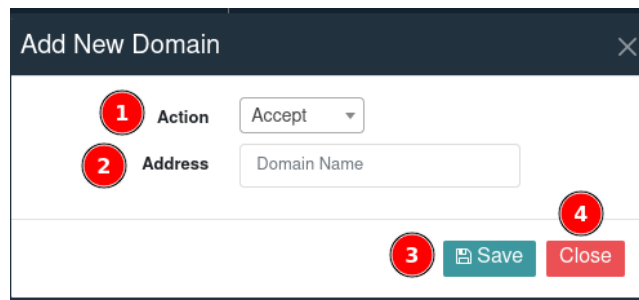 Add New Domain
1 Action Accept
2 Address Domain Name
4
3 Save Close